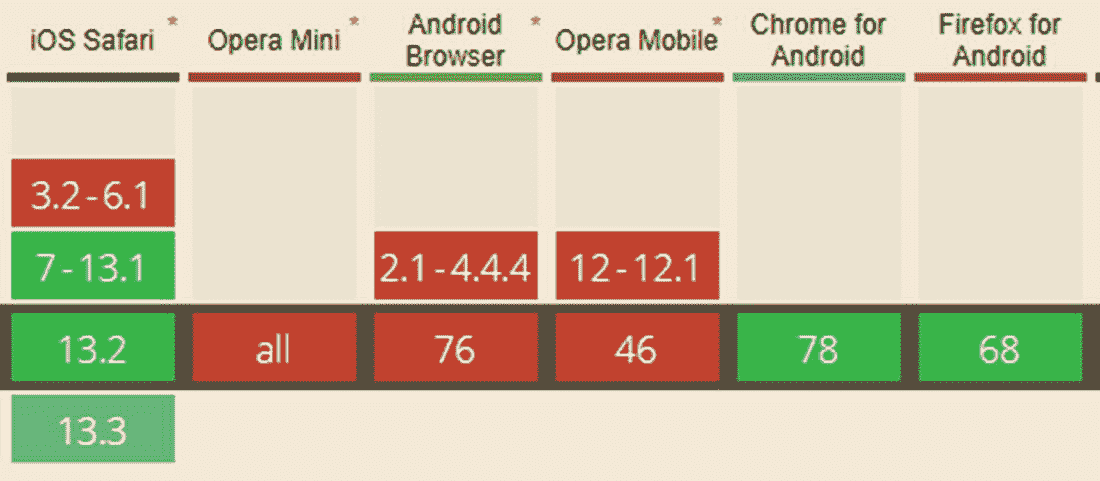 iOS Safari *
Opera Mini *
Android
Browser *
Opera Mobile *
Chrome for
Android
Firefox for
Android
3.2-6.1
7-13.1
2.1-4.4.4
12-12.1
13.2
all
76
46
78
68
13.3